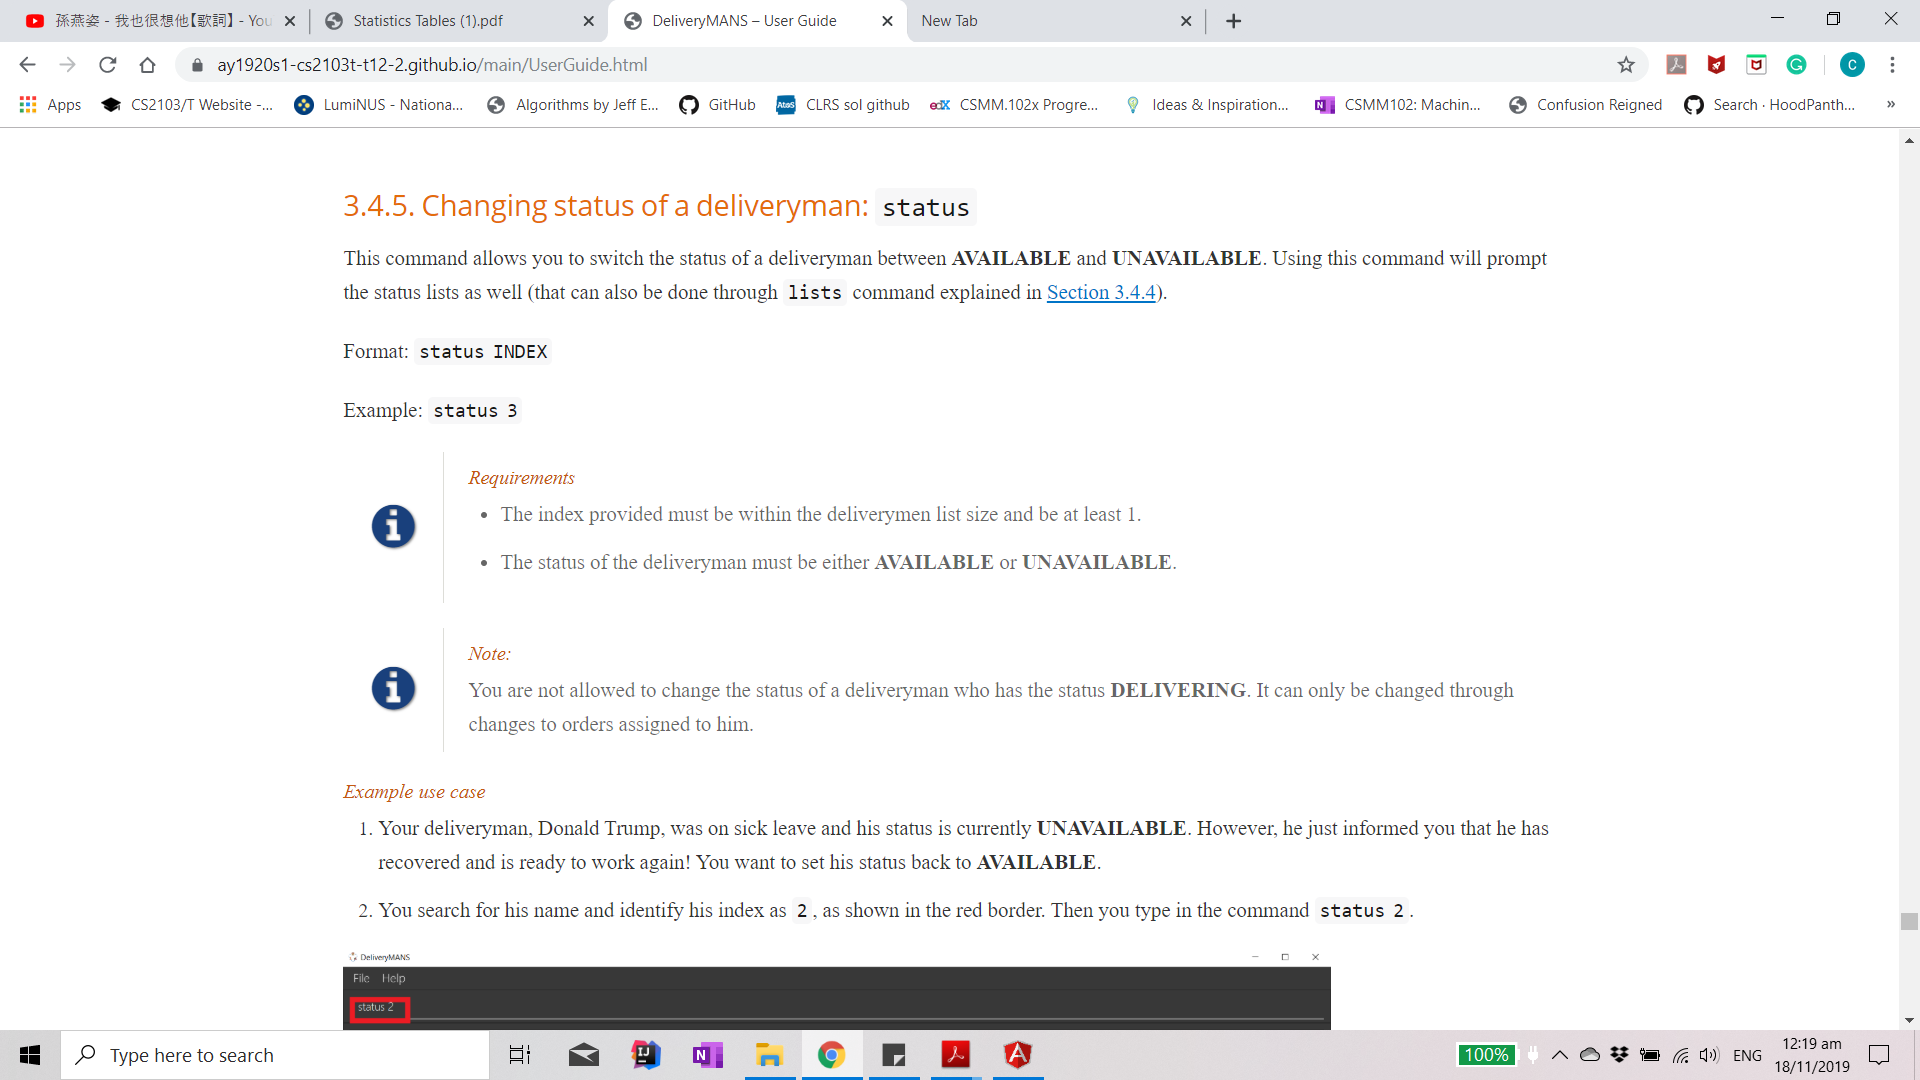 孫燕姿 - 我也很想他【歌詞】 - You
Statistics Tables (1).pdf
DeliveryMANS – User Guide
New Tab
ay1920s1-cs2103t-t12-2.github.io/main/UserGuide.html
C
Apps
CS2103/T Website -...
LumiNUS - Nationa...
Algorithms by Jeff E...
GitHub
AtoS
CLRS sol github
edX
CSMM.102x Progre...
Ideas & Inspiration...
CSMM102: Machin...
Confusion Reigned
Search · HoodPanth...
»
3.4.5. Changing status of a deliveryman: status
This command allows you to switch the status of a deliveryman between AVAILABLE and UNAVAILABLE. Using this command will prompt
the status lists as well (that can also be done through lists command explained in Section 3.4.4).
Format: status INDEX
Example: status 3
Requirements
• The index provided must be within the deliverymen list size and be at least 1.
• The status of the deliveryman must be either AVAILABLE or UNAVAILABLE.
Note:
You are not allowed to change the status of a deliveryman who has the status DELIVERING. It can only be changed through
changes to orders assigned to him.
Example use case
1. Your deliveryman, Donald Trump, was on sick leave and his status is currently UNAVAILABLE. However, he just informed you that he has
recovered and is ready to work again! You want to set his status back to AVAILABLE.
2. You search for his name and identify his index as 2, as shown in the red border. Then you type in the command status 2.
DeliveryMANS
File Help
status 2
Type here to search
100%
ENG
12:19 am
18/11/2019